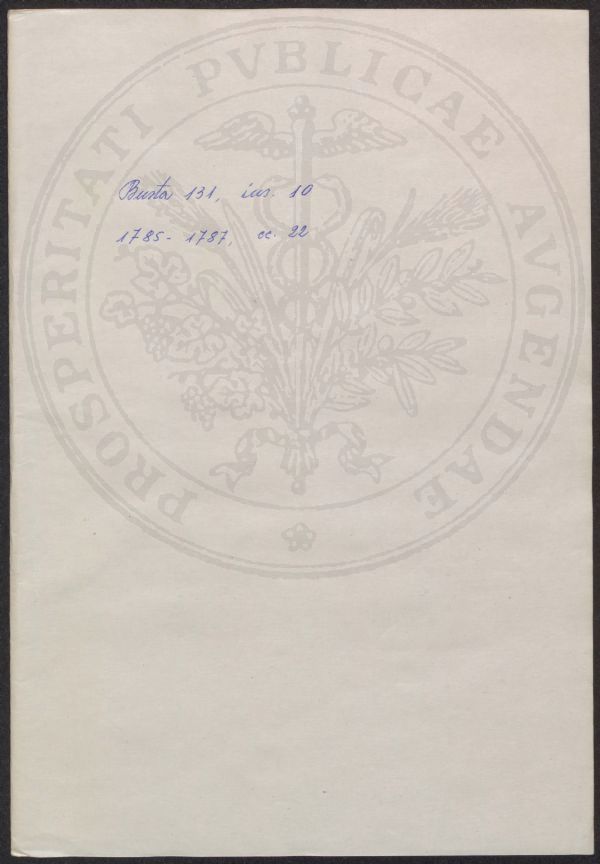 PROSPERITATI PVBLICAE AVGENDAE
Busta 131, ins. 10
1785-1787, cc. 22